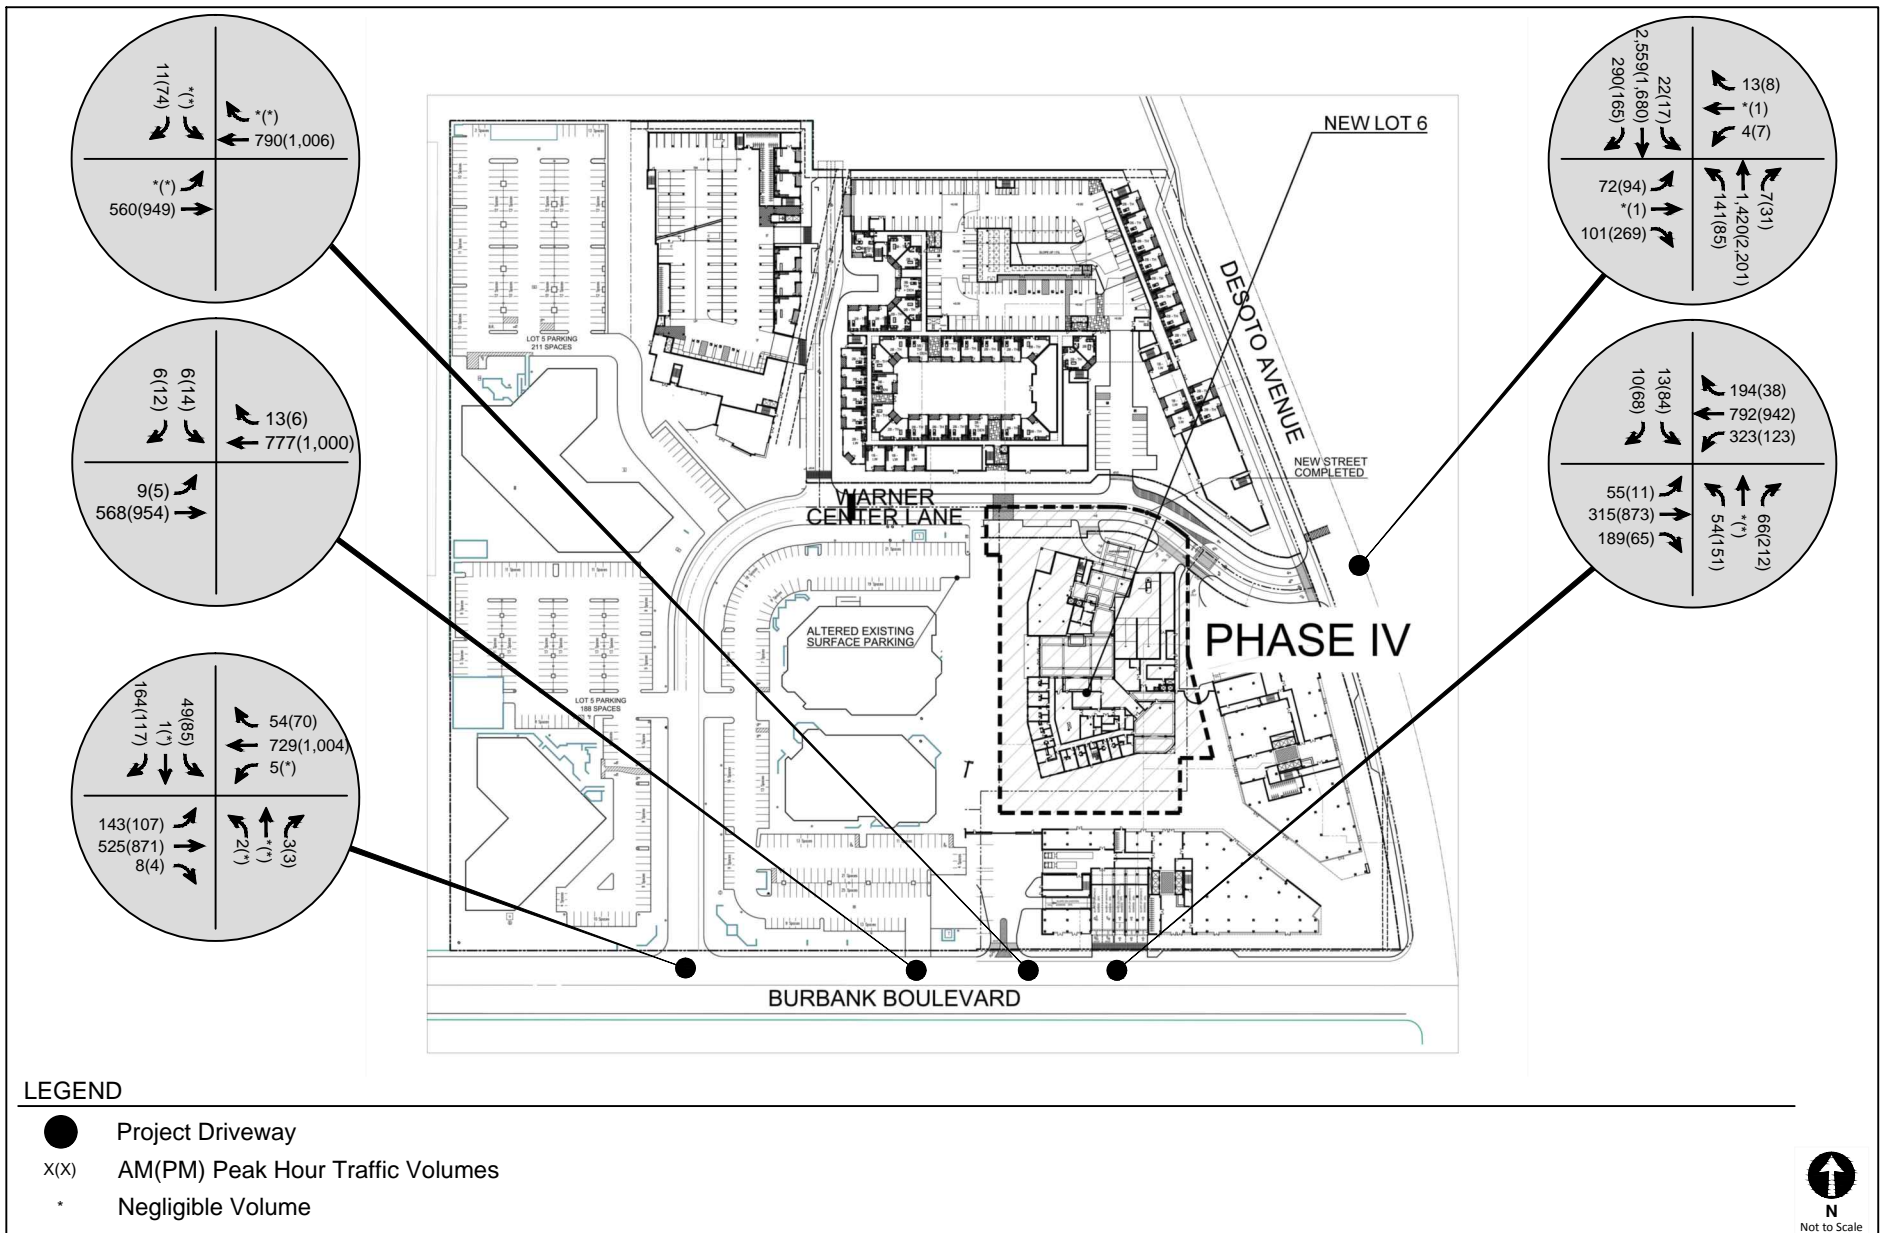 11(74)
*(*)
*(*)
790(1,006)
*(*)
560(949)
6(12)
6(14)
13(6)
777(1,000)
9(5)
568(954)
164(117)
1(*)
49(85)
54(70)
729(1,004)
5(*)
143(107)
525(871)
8(4)
2(*)
*(*)
3(3)
NEW LOT 6
DESOTO AVENUE
NEW STREET
COMPLETED
LOT 5 PARKING
211 SPACES
WARNER
CENTER LANE
ALTERED EXISTING
SURFACE PARKING
LOT 5 PARKING
188 SPACES
PHASE IV
BURBANK BOULEVARD
290(165)
2,559(1,680)
22(17)
13(8)
*(1)
4(7)
72(94)
*(1)
101(269)
141(85)
1,420(2,201)
7(31)
10(68)
13(84)
194(38)
792(942)
323(123)
55(11)
315(873)
189(65)
54(151)
*(*)
66(212)
LEGEND
Project Driveway
X(X) AM(PM) Peak Hour Traffic Volumes
* Negligible Volume
N
Not to Scale